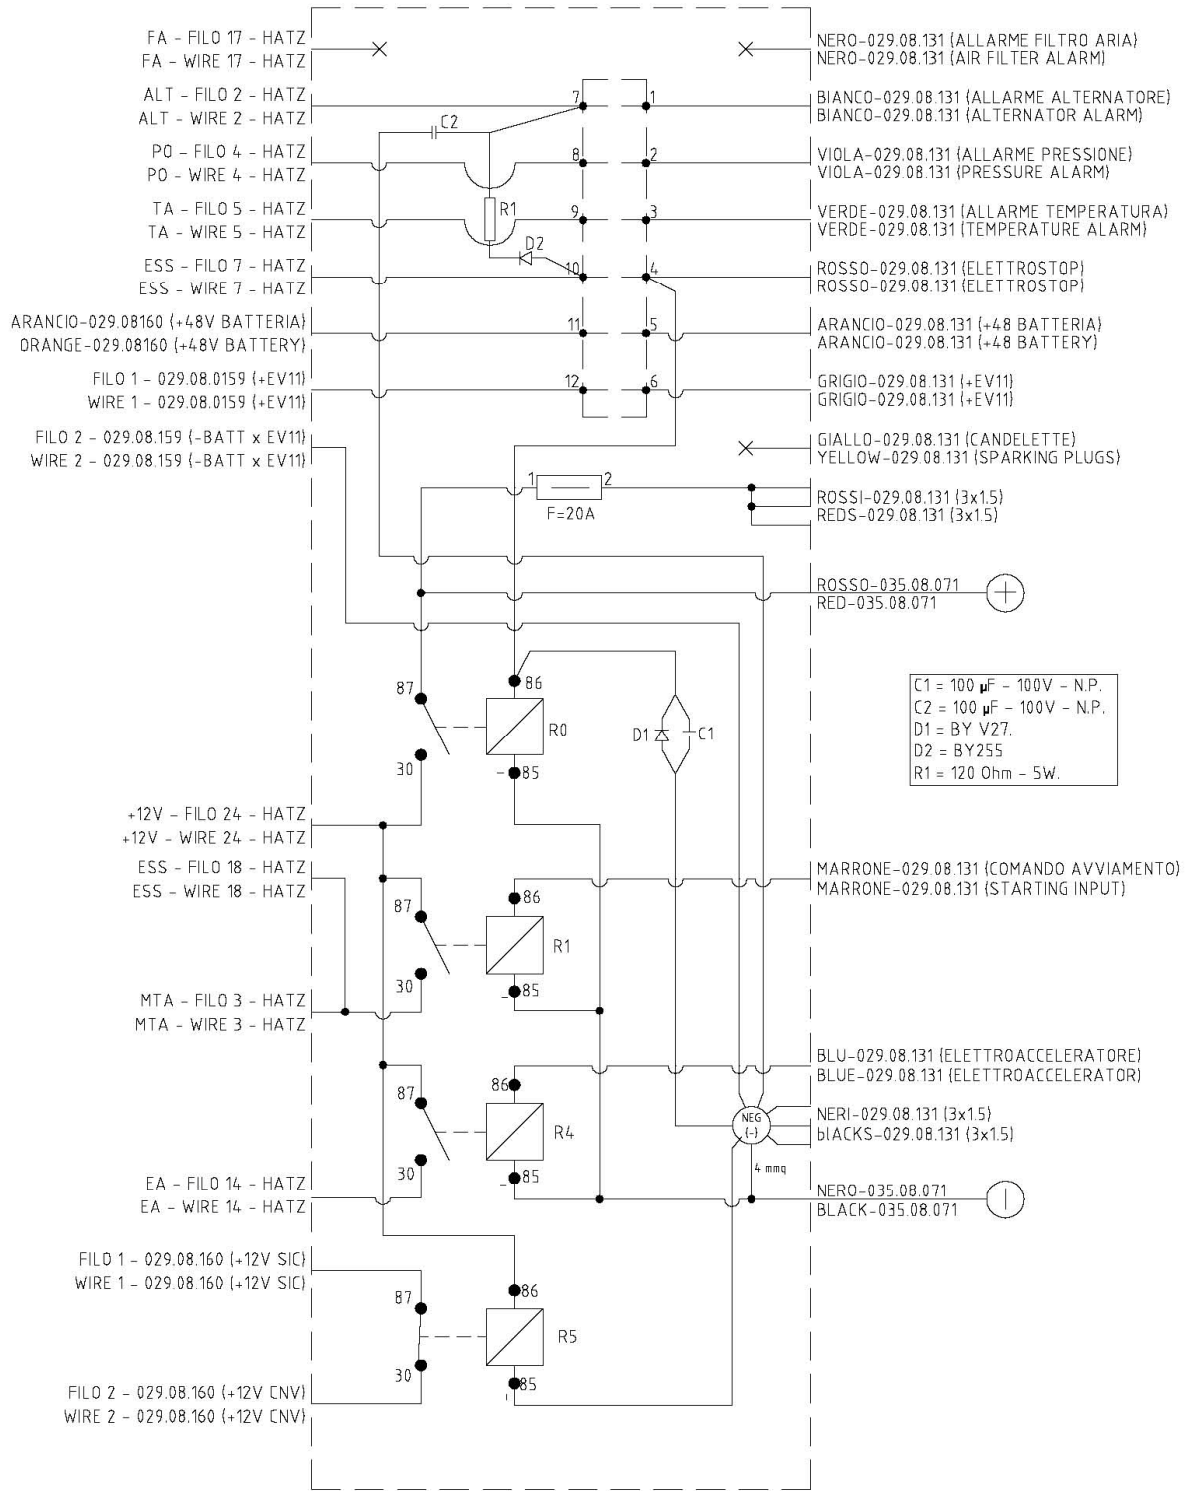 FA - FILO 17 - HATZ
FA - WIRE 17 - HATZ
NERO-029.08.131 (ALLARME FILTRO ARIA)
NERO-029.08.131 (AIR FILTER ALARM)
ALT - FILO 2 - HATZ
ALT - WIRE 2 - HATZ
7
1
BIANCO-029.08.131 (ALLARME ALTERNATORE)
BIANCO-029.08.131 (ALTERNATOR ALARM)
C2
PO - FILO 4 - HATZ
PO - WIRE 4 - HATZ
8
2
VIOLA-029.08.131 (ALLARME PRESSIONE)
VIOLA-029.08.131 (PRESSURE ALARM)
TA - FILO 5 - HATZ
TA - WIRE 5 - HATZ
R1
9
3
VERDE-029.08.131 (ALLARME TEMPERATURA)
VERDE-029.08.131 (TEMPERATURE ALARM)
D2
ESS - FILO 7 - HATZ
ESS - WIRE 7 - HATZ
10
4
ROSSO-029.08.131 (ELETTROSTOP)
ROSSO-029.08.131 (ELETTROSTOP)
ARANCIO-029.08160 (+48V BATTERIA)
ORANGE-029.08160 (+48V BATTERY)
11
5
ARANCIO-029.08.131 (+48 BATTERIA)
ARANCIO-029.08.131 (+48 BATTERY)
FILO 1 - 029.08.0159 (+EV11)
WIRE 1 - 029.08.0159 (+EV11)
12
6
GRIGIO-029.08.131 (+EV11)
GRIGIO-029.08.131 (+EV11)
FILO 2 - 029.08.159 (-BATT x EV11)
WIRE 2 - 029.08.159 (-BATT x EV11)
GIALLO-029.08.131 (CANDELETTE)
YELLOW-029.08.131 (SPARKING PLUGS)
1
2
F=20A
ROSSI-029.08.131 (3x1.5)
REDS-029.08.131 (3x1.5)
ROSSO-035.08.071
RED-035.08.071
+
87
86
R0
D1
C1
30
-
85
C1 = 100 µF - 100V - N.P.
C2 = 100 µF - 100V - N.P.
D1 = BY V27.
D2 = BY255
R1 = 120 Ohm - 5W.
+12V - FILO 24 - HATZ
+12V - WIRE 24 - HATZ
ESS - FILO 18 - HATZ
ESS - WIRE 18 - HATZ
MARRONE-029.08.131 (COMANDO AVVIAMENTO)
MARRONE-029.08.131 (STARTING INPUT)
87
86
R1
30
-
85
MTA - FILO 3 - HATZ
MTA - WIRE 3 - HATZ
BLU-029.08.131 (ELETTROACCELERATORE)
BLUE-029.08.131 (ELETTROACCELERATOR)
87
86
R4
NEG
(-)
NERI-029.08.131 (3x1.5)
blACKS-029.08.131 (3x1.5)
30
-
85
4 mmq
EA - FILO 14 - HATZ
EA - WIRE 14 - HATZ
NERO-035.08.071
BLACK-035.08.071
FILO 1 - 029.08.160 (+12V SIC)
WIRE 1 - 029.08.160 (+12V SIC)
87
86
R5
30
85
FILO 2 - 029.08.160 (+12V CNV)
WIRE 2 - 029.08.160 (+12V CNV)